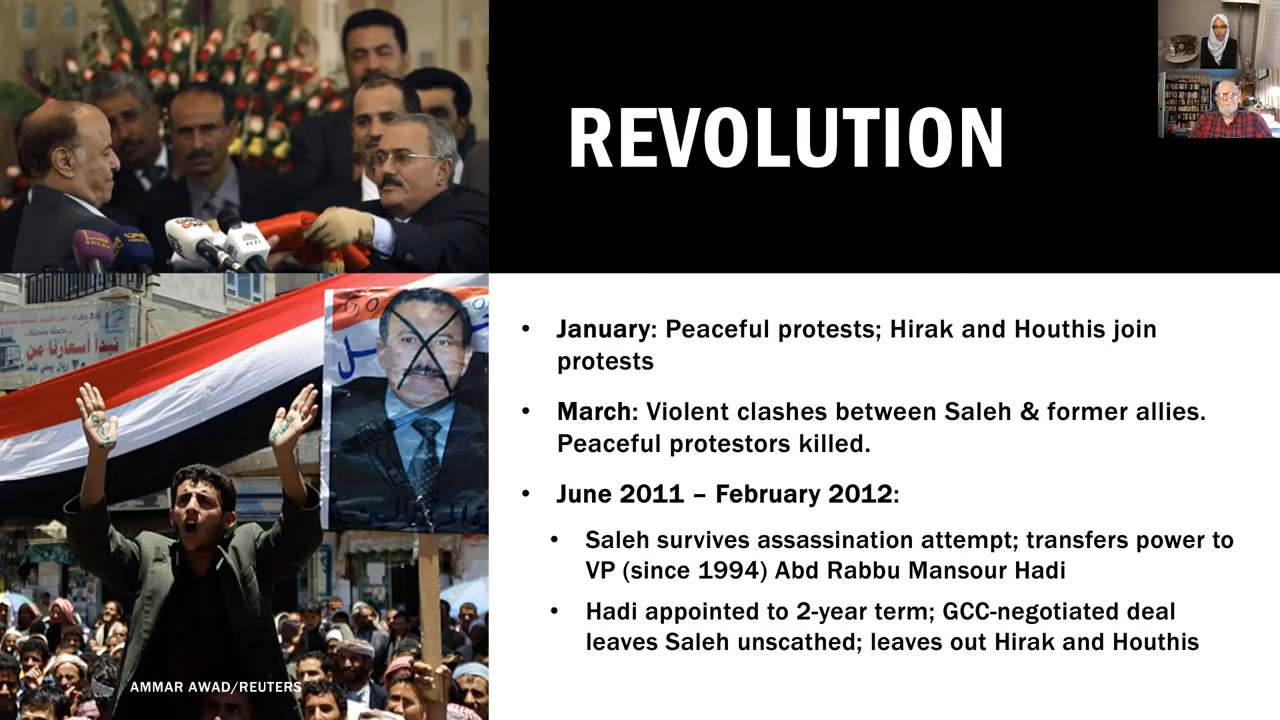 REVOLUTION
• January: Peaceful protests; Hirak and Houthis join
protests
• March: Violent clashes between Saleh & former allies.
Peaceful protestors killed.
• June 2011 – February 2012:
• Saleh survives assassination attempt; transfers power to
VP (since 1994) Abd Rabbu Mansour Hadi
• Hadi appointed to 2-year term; GCC-negotiated deal
leaves Saleh unscathed; leaves out Hirak and Houthis
تبدأ أسعارنا من
AMMAR AWAD/REUTERS